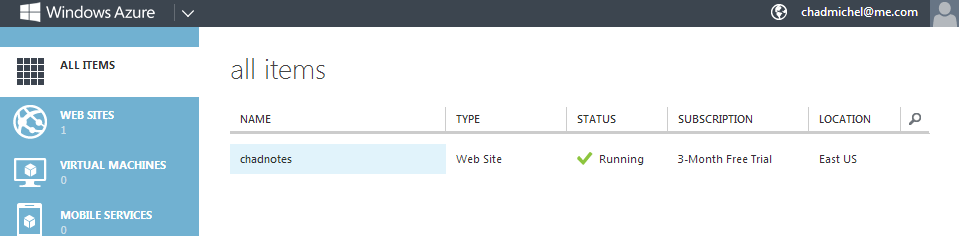 Windows Azure chadmichel@me.com
ALL ITEMS
WEB SITES
1
VIRTUAL MACHINES
0
MOBILE SERVICES
0
all items
NAME TYPE STATUS SUBSCRIPTION LOCATION
chadnotes Web Site Running 3-Month Free Trial East US